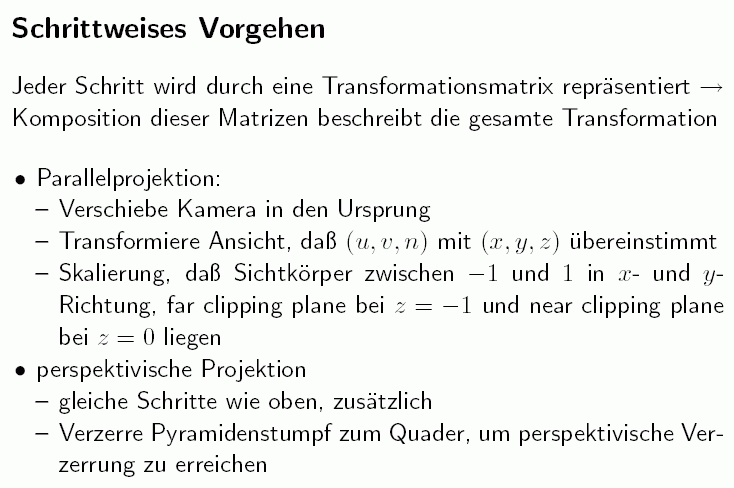 Schrittweises Vorgehen
Jeder Schritt wird durch eine Transformationsmatrix repräsentiert →
Komposition dieser Matrizen beschreibt die gesamte Transformation
• Parallelprojektion:
– Verschiebe Kamera in den Ursprung
– Transformiere Ansicht, daß (u, v, n) mit (x, y, z) übereinstimmt
– Skalierung, daß Sichtkörper zwischen −1 und 1 in x- und y-
Richtung, far clipping plane bei z = −1 und near clipping plane
bei z = 0 liegen
• perspektivische Projektion
– gleiche Schritte wie oben, zusätzlich
– Verzerre Pyramidenstumpf zum Quader, um perspektivische Ver-
zerrung zu erreichen